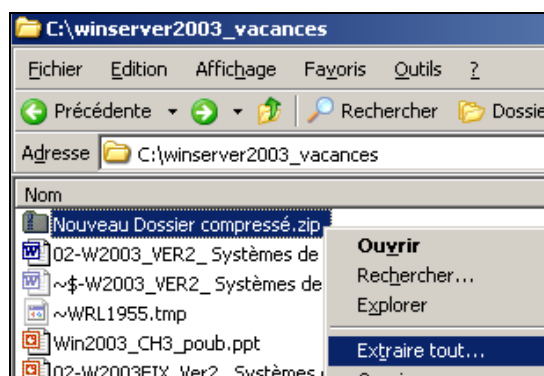 C:\winserver2003_vacances
Fichier Edition Affichage Favoris Outils ?
Précédente Rechercher Dossie
Adresse C:\winserver2003_vacances
Nom
Nouveau Dossier compressé.zip
02-W2003_VER2_ Systèmes de
~$-W2003_VER2_ Systèmes de
~WRL1955.tmp
Win2003_CH3_poub.ppt
02-W2003FIX_Ver2_ Systèmes
Ouvrir
Rechercher...
Explorer
Extraire tout...